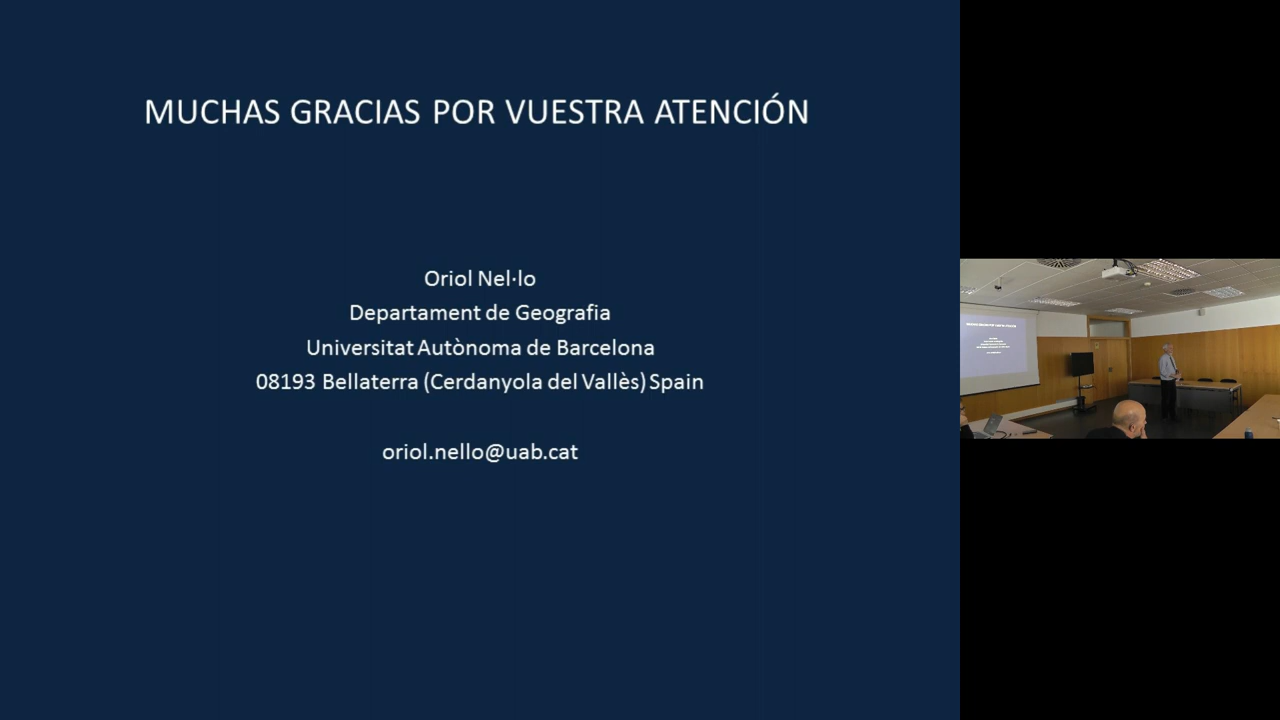 MUCHAS GRACIAS POR VUESTRA ATENCIÓN
Oriol Nel·lo
Departament de Geografia
Universitat Autònoma de Barcelona
08193 Bellaterra (Cerdanyola del Vallès) Spain
oriol.nello@uab.cat